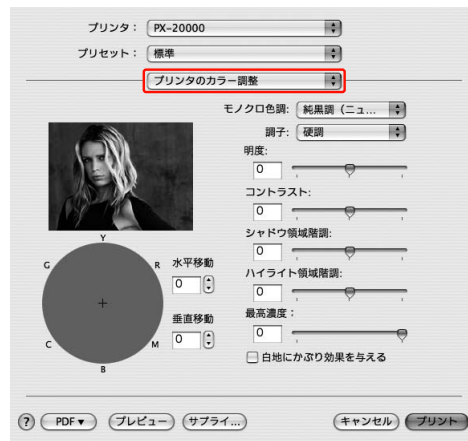 プリンタ： PX-20000
プリセット： 標準
プリンタのカラー調整
モノクロ色調: 純黒調（ニュ...
調子: 硬調
明度:
0
コントラスト:
0
シャドウ領域階調:
0
ハイライト領域階調:
0
最高濃度：
0
白地にかぶり効果を与える
Y
G R
C M
B
水平移動
0
垂直移動
0
? PDF▼ プレビュー サプライ... キャンセル プリント